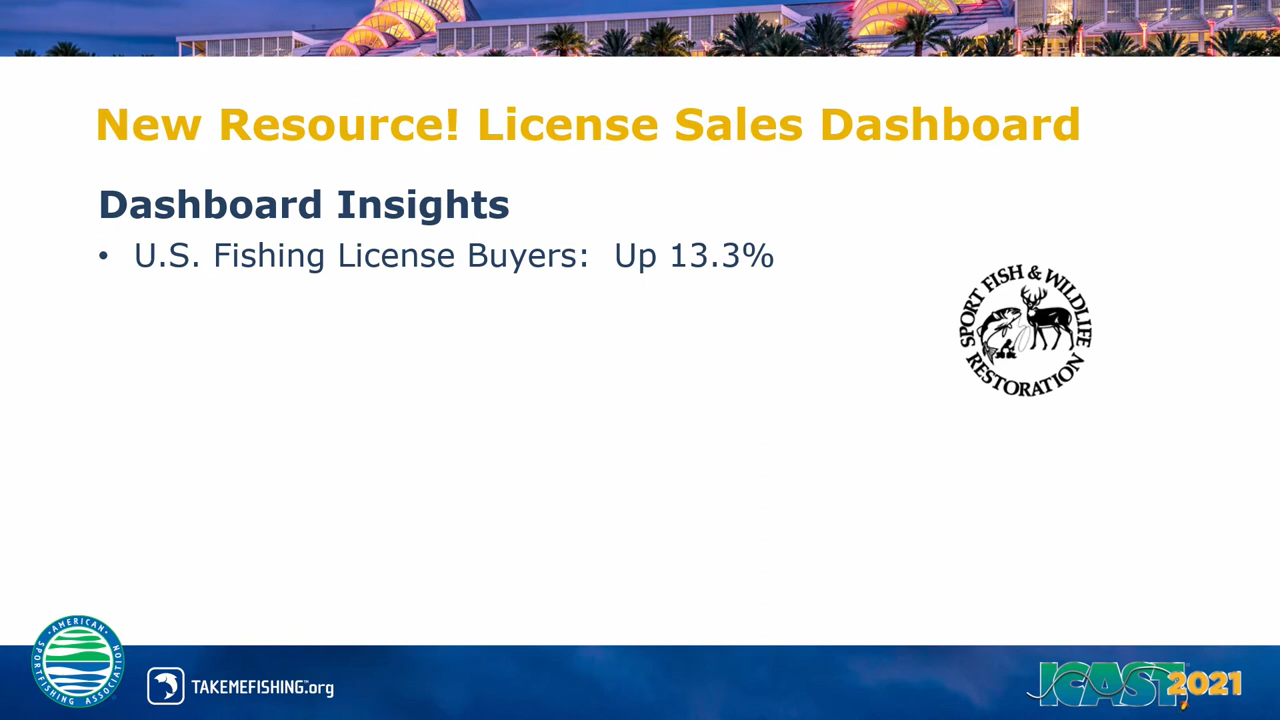 New Resource! License Sales Dashboard
Dashboard Insights
• U.S. Fishing License Buyers: Up 13.3%
SPORT FISH & WILDLIFE
RESTORATION
·AMERICAN·
SPORTFISHING ASSOCIATION
TAKEMEFISHING.org
ICAST 2021